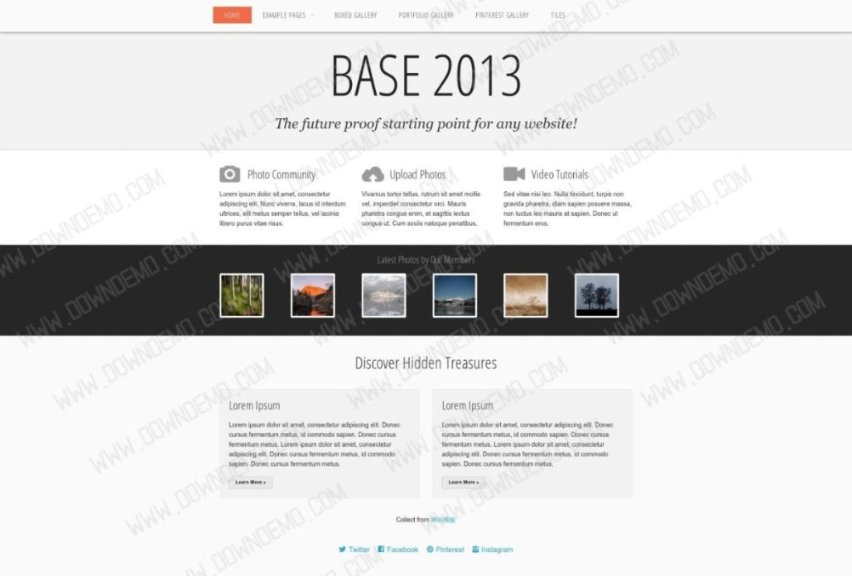 HOME EXAMPLE PAGES BOXED GALLERY PORTFOLIO GALLERY PINTEREST GALLERY TILES
BASE 2013
The future proof starting point for any website!
Photo Community
Lorem ipsum dolor sit amet, consectetur
adipiscing elit. Nunc viverra, lacus id interdum
ultrices, elit metus semper tellus, vel lacinia
libero purus vitae risus.
Upload Photos
Vivamus tortor tellus, rutrum sit amet mollis
vel, imperdiet consectetur orci. Mauris
pharetra congue enim, et sagittis lectus
congue ut. Cum sociis natoque penatibus.
Video Tutorials
Sed vitae nisi leo. Nulla tincidunt, turpis non
gravida pharetra, diam sapien posuere massa,
non luctus leo mauris at sapien. Donec ut
fermentum eros.
Latest Photos by Our Members
Discover Hidden Treasures
Lorem Ipsum
Lorem ipsum dolor sit amet, consectetur adipiscing elit. Donec
cursus fermentum metus, id commodo sapien. Donec cursus
fermentum metus. Lorem ipsum dolor sit amet, consectetur
adipiscing elit. Donec cursus fermentum metus, id commodo
sapien. Donec cursus fermentum metus.
Learn More »
Lorem Ipsum
Lorem ipsum dolor sit amet, consectetur adipiscing elit. Donec
cursus fermentum metus, id commodo sapien. Donec cursus
fermentum metus. Lorem ipsum dolor sit amet, consectetur
adipiscing elit. Donec cursus fermentum metus, id commodo
sapien. Donec cursus fermentum metus.
Learn More »
Collect from
Twitter Facebook Pinterest Instagram
WWW.DOWNDEMO.COM